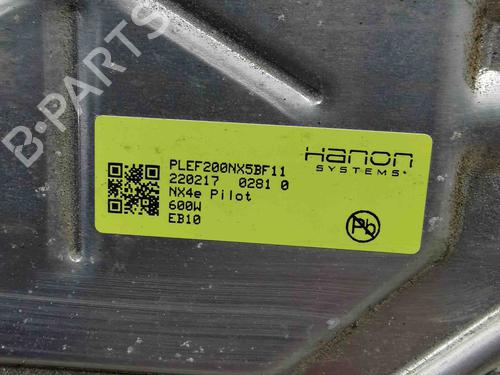 B-PARTS
PLEF200NX5BF11
220217 0281 0
NX4e Pilot
600W
EB10
Hanon
SYSTEMS
Pb